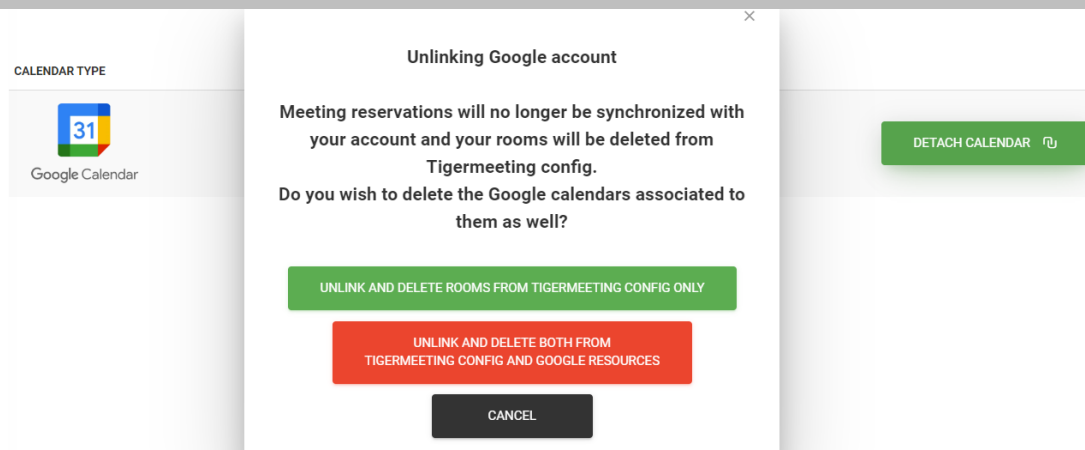 Unlinking Google account
CALENDAR TYPE
Meeting reservations will no longer be synchronized with
your account and your rooms will be deleted from
Tigermeeting config.
Do you wish to delete the Google calendars associated to
them as well?
31
Google Calendar
DETACH CALENDAR
UNLINK AND DELETE ROOMS FROM TIGERMEETING CONFIG ONLY
UNLINK AND DELETE BOTH FROM
TIGERMEETING CONFIG AND GOOGLE RESOURCES
CANCEL